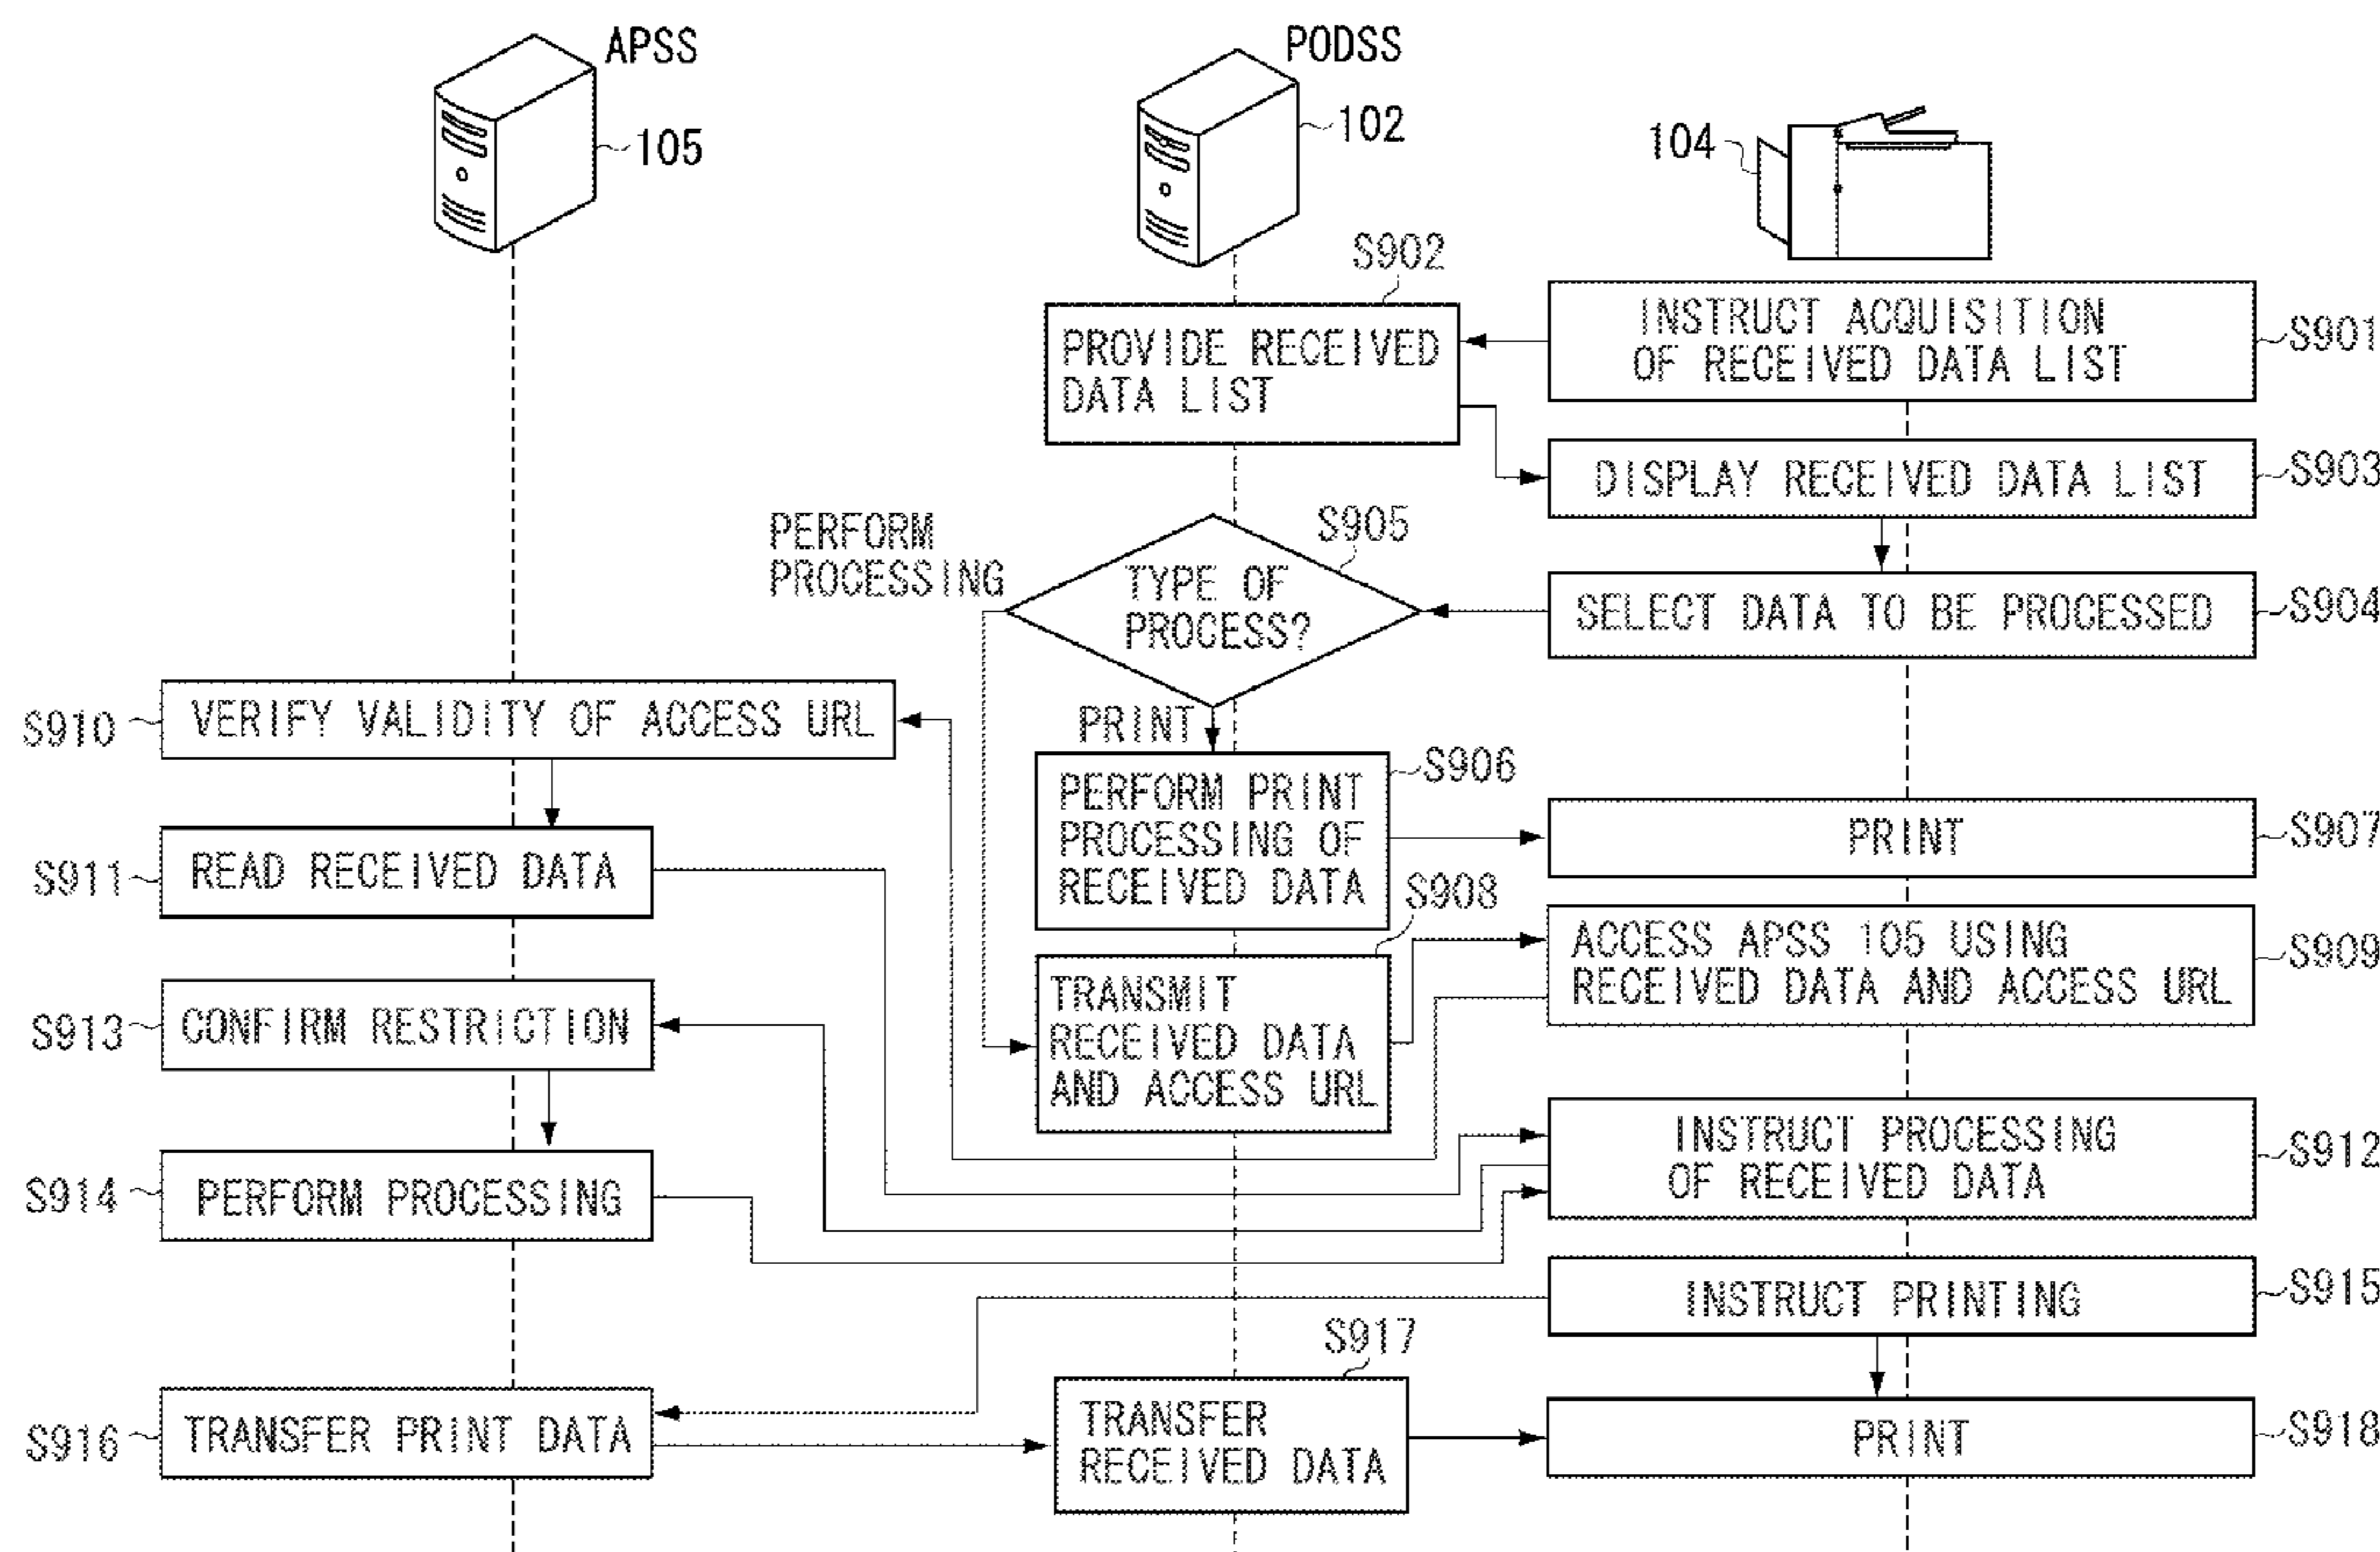 APSS
105
PODSS
102
104
S902
PROVIDE RECEIVED
DATA LIST
INSTRUCT ACQUISITION
OF RECEIVED DATA LIST
S901
DISPLAY RECEIVED DATA LIST
S903
PERFORM
PROCESSING
S905
TYPE OF
PROCESS?
SELECT DATA TO BE PROCESSED
S904
S910
VERIFY VALIDITY OF ACCESS URL
PRINT
PERFORM PRINT
PROCESSING OF
RECEIVED DATA
S906
PRINT
S907
S911
READ RECEIVED DATA
S908
TRANSMIT
RECEIVED DATA
AND ACCESS URL
ACCESS APSS 105 USING
RECEIVED DATA AND ACCESS URL
S909
S913
CONFIRM RESTRICTION
INSTRUCT PROCESSING
OF RECEIVED DATA
S912
S914
PERFORM PROCESSING
INSTRUCT PRINTING
S915
S916
TRANSFER PRINT DATA
S917
TRANSFER
RECEIVED DATA
PRINT
S918